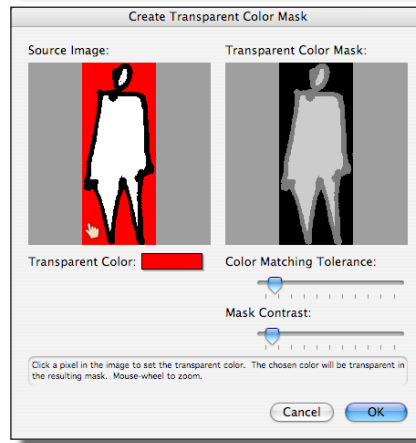 Create Transparent Color Mask
Source Image:
Transparent Color Mask:
Transparent Color:
Color Matching Tolerance:
Mask Contrast:
Click a pixel in the image to set the transparent color. The chosen color will be transparent in
the resulting mask. Mouse-wheel to zoom.
Cancel
OK